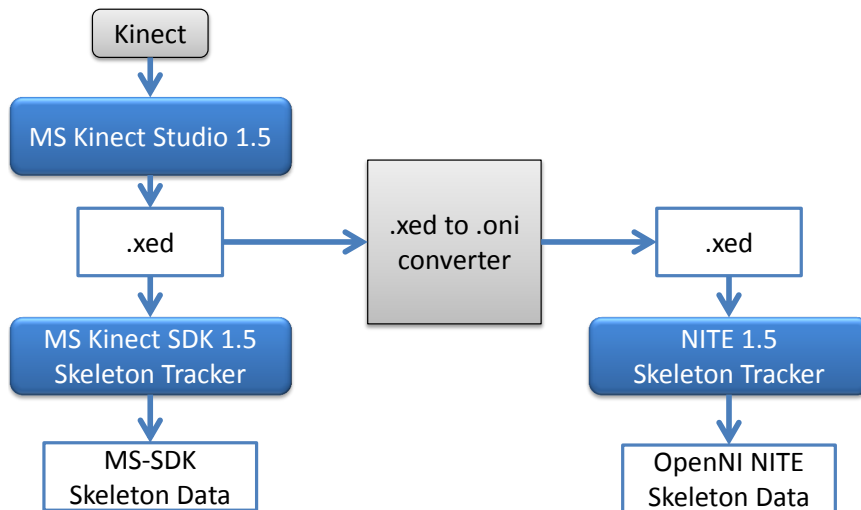 Kinect
MS Kinect Studio 1.5
.xed
.xed to .oni
converter
.xed
MS Kinect SDK 1.5
Skeleton Tracker
NITE 1.5
Skeleton Tracker
MS-SDK
Skeleton Data
OpenNI NITE
Skeleton Data